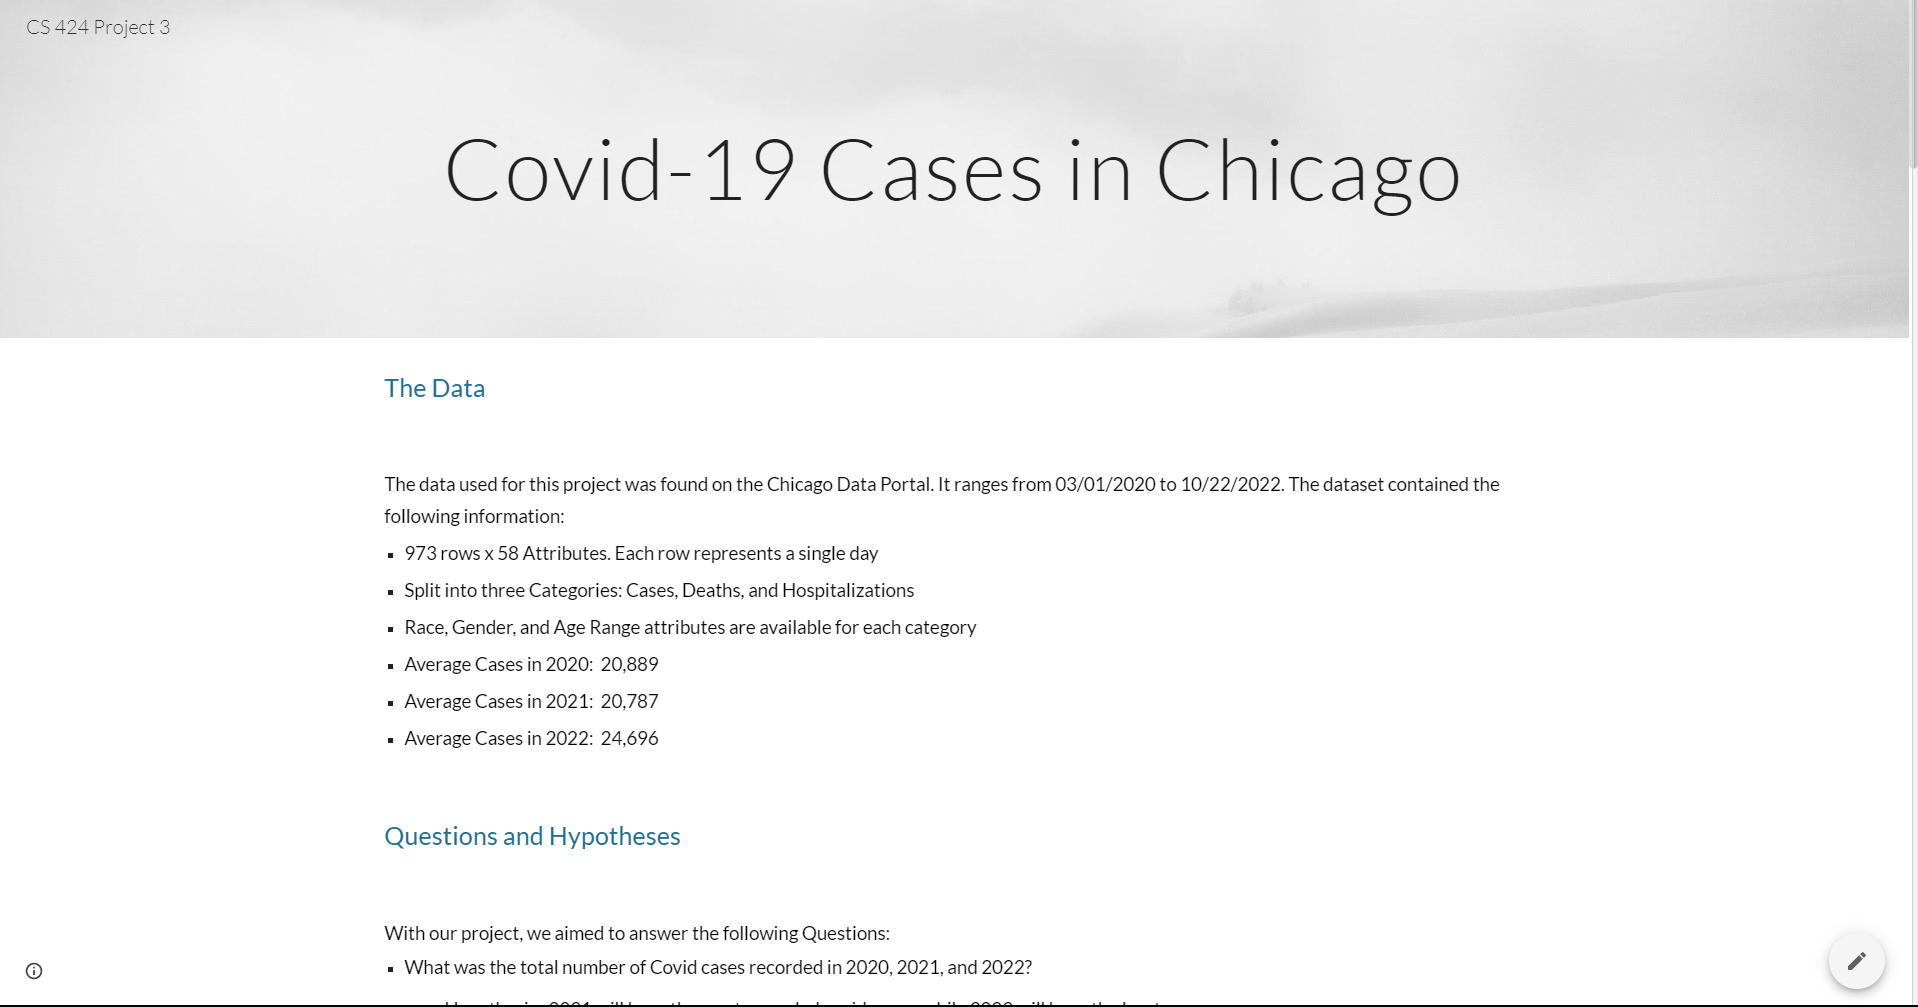 CS 424 Project 3
Covid-19 Cases in Chicago
The Data
The data used for this project was found on the Chicago Data Portal. It ranges from 03/01/2020 to 10/22/2022. The dataset contained the
following information:
▪ 973 rows x 58 Attributes. Each row represents a single day
▪ Split into three Categories: Cases, Deaths, and Hospitalizations
▪ Race, Gender, and Age Range attributes are available for each category
▪ Average Cases in 2020:  20,889
▪ Average Cases in 2021:  20,787
▪ Average Cases in 2022:  24,696
Questions and Hypotheses
With our project, we aimed to answer the following Questions:
▪ What was the total number of Covid cases recorded in 2020, 2021, and 2022?